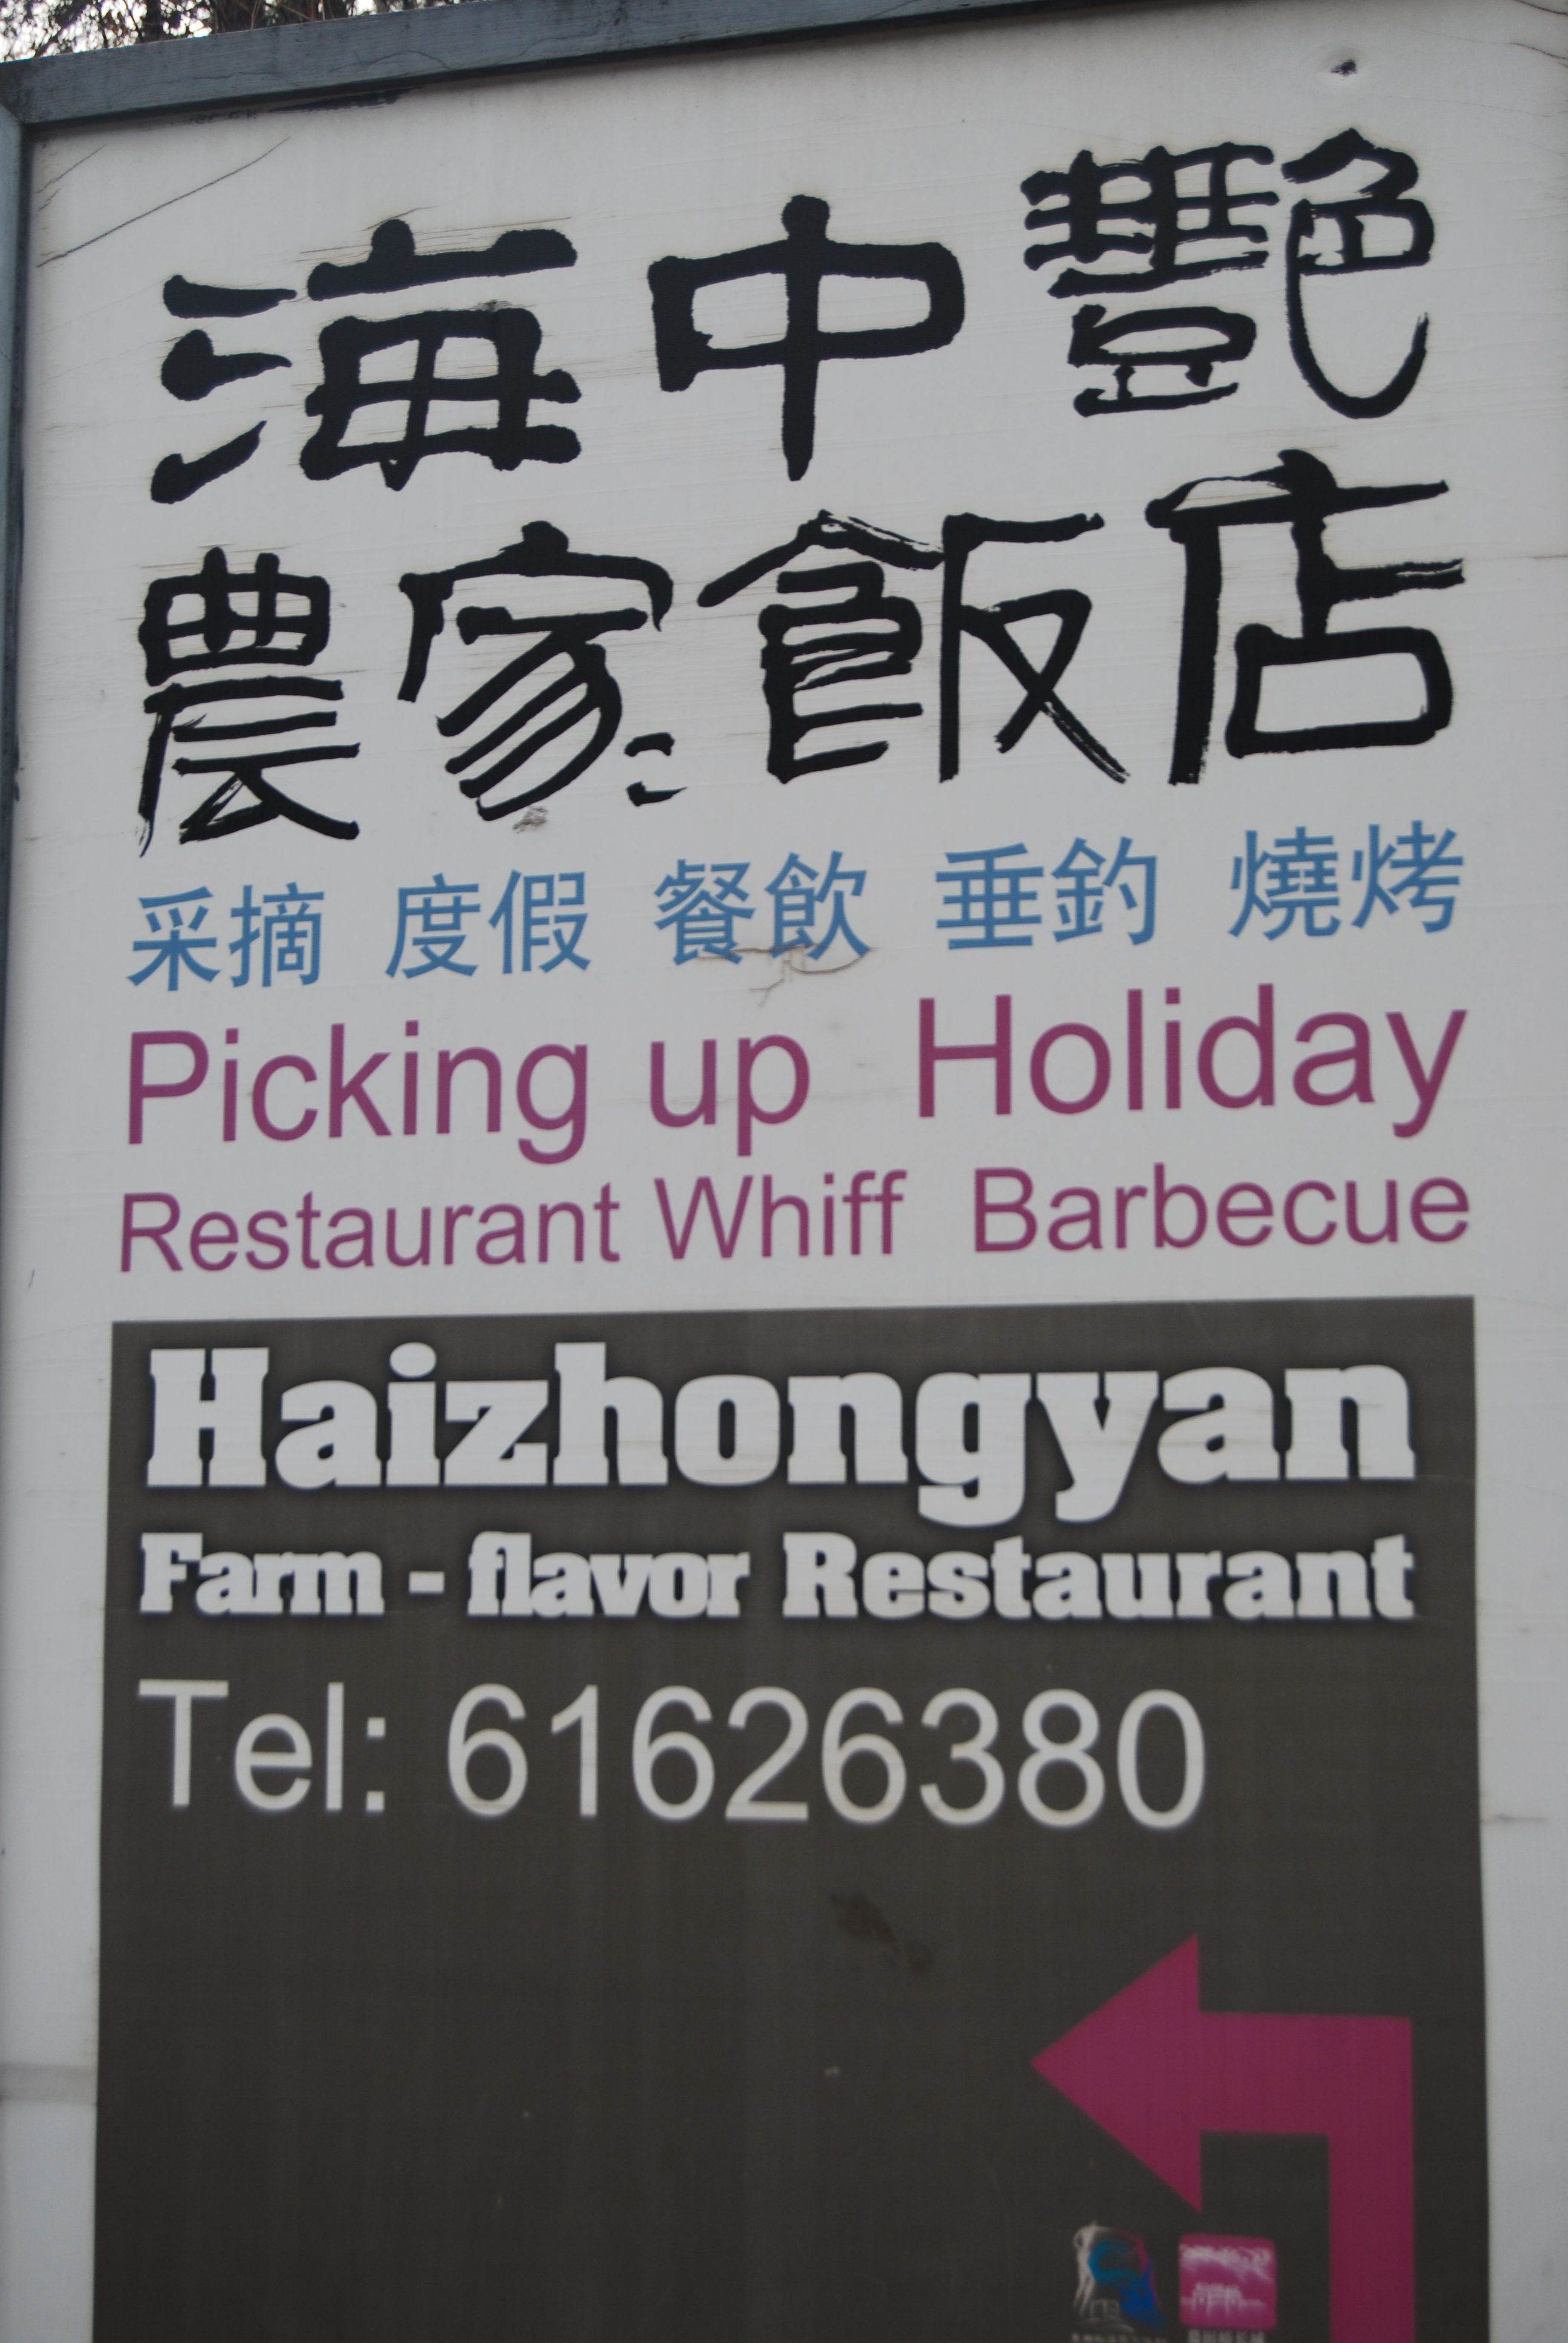 海中艷
農家飯店
采摘 度假 餐飲 垂釣 燒烤
Picking up Holiday
Restaurant Whiff Barbecue
Haizhongyan
Farm - flavor Restaurant
Tel: 61626380